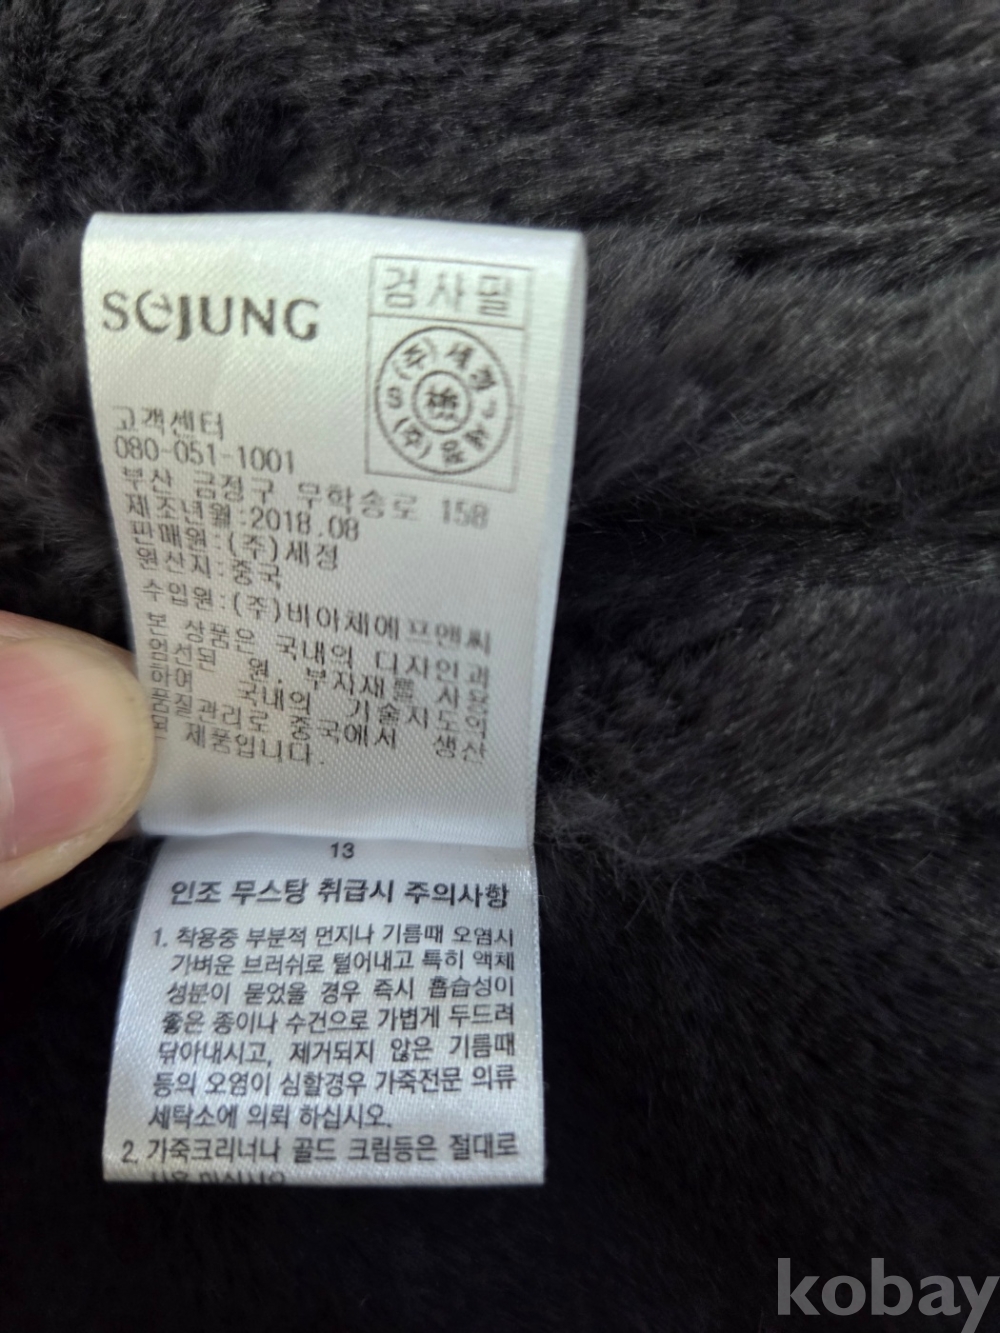 SEJUNG
검사필
(주)세정
고객센터
080-051-1001
부산 금정구 무학송로 158
제조년월:2018.08
판매원:(주)세정
원산지:중국
수입원:(주)비아체에프앤씨
본 상품은 국내의 디자인과
엄선된 원, 부자재를 사용
하여 국내의 기술지도의
품질관리로 중국에서 생산
된 제품입니다.
13
인조 무스탕 취급시 주의사항
1. 착용중 부분적 먼지나 기름때 오염시
가벼운 브러쉬로 털어내고 특히 액체
성분이 묻었을 경우 즉시 흡습성이
좋은 종이나 수건으로 가볍게 두드려
닦아내시고, 제거되지 않은 기름때
등의 오염이 심할경우 가죽전문 의류
세탁소에 의뢰 하십시오.
2. 가죽크리너나 골드 크림등은 절대로
kobay